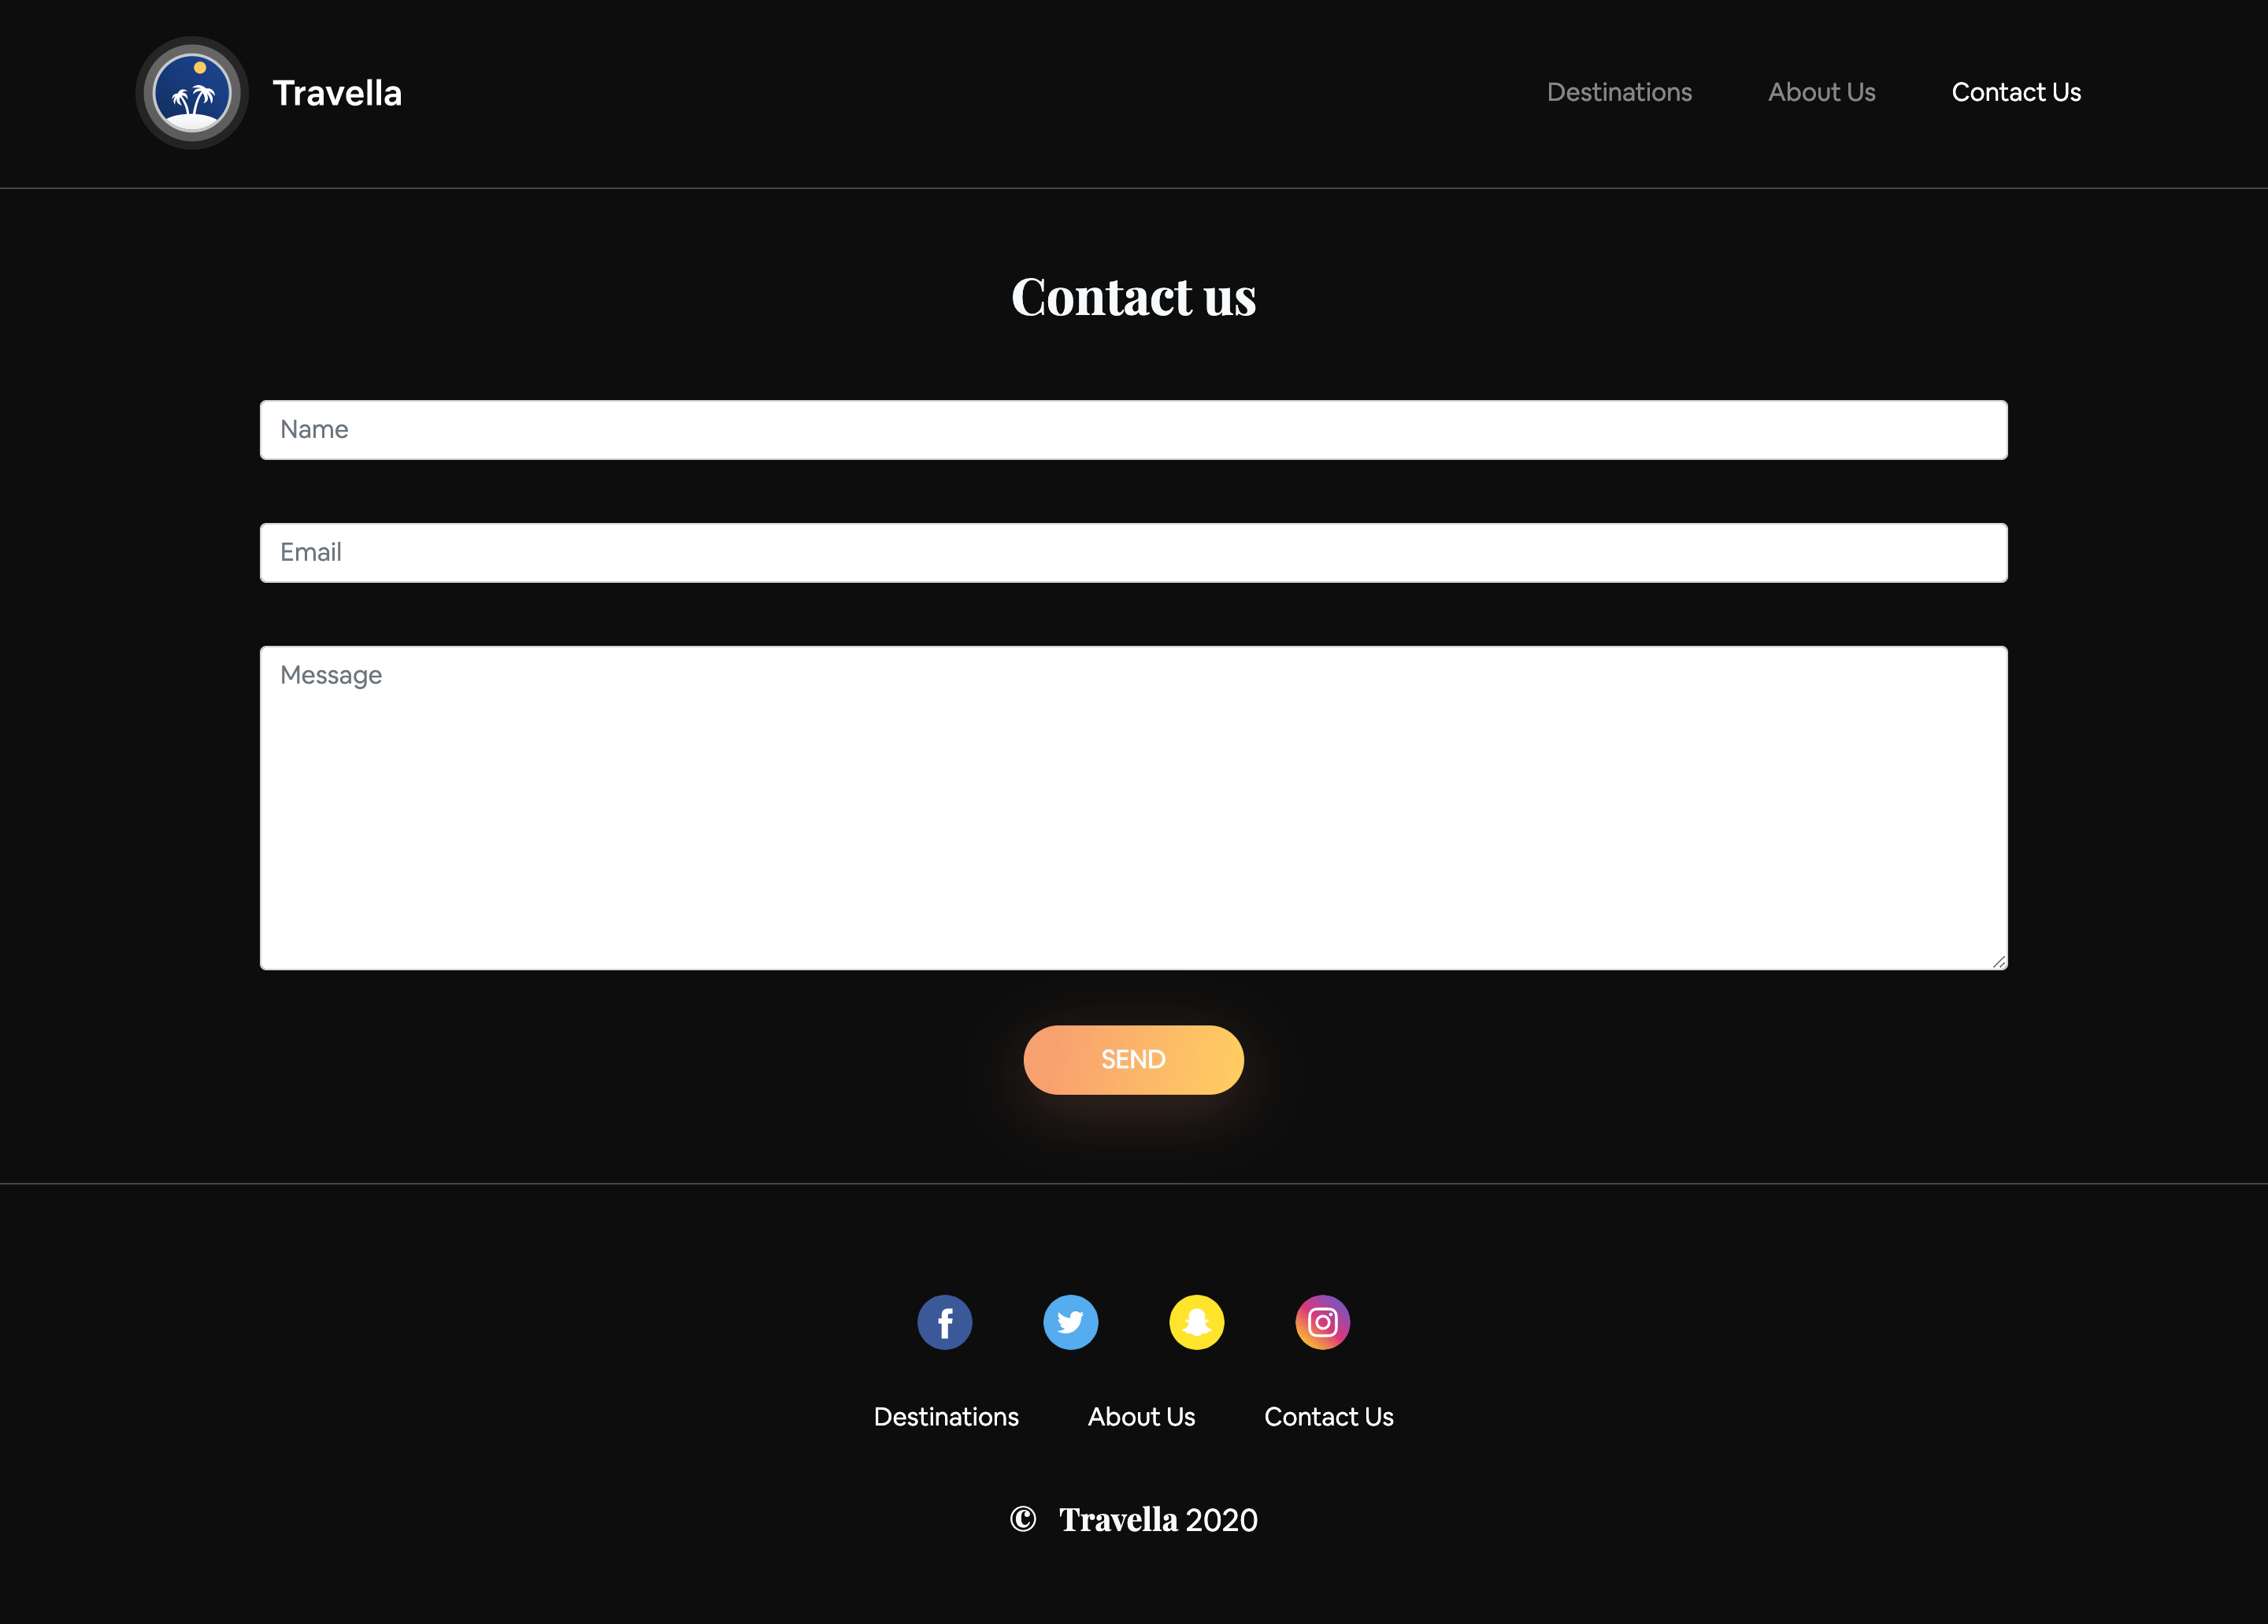 Travella
Destinations About Us Contact Us
Contact us
Name
Email
Message
SEND
Destinations About Us Contact Us
© Travella 2020